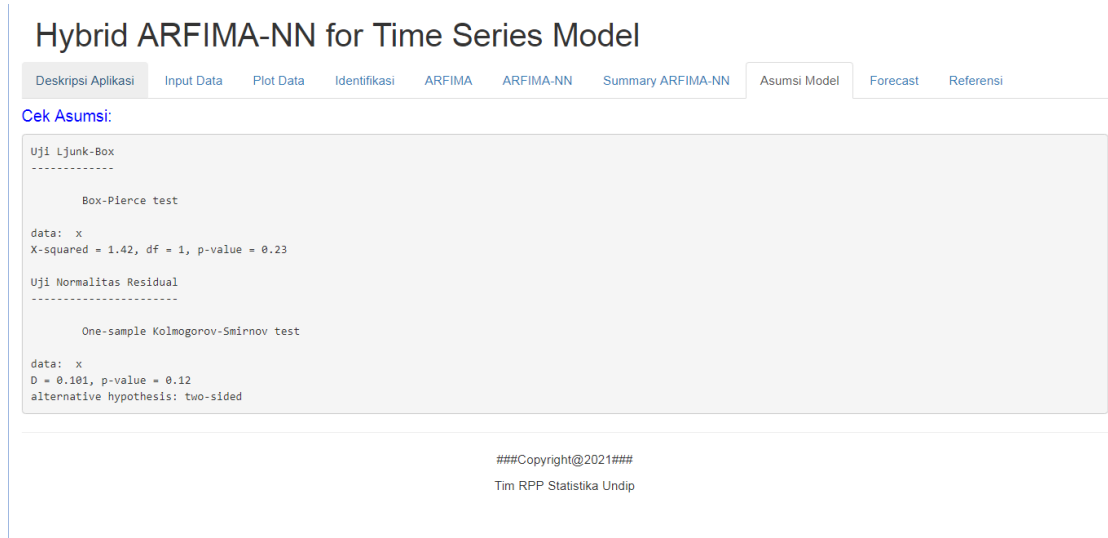 Hybrid ARFIMA-NN for Time Series Model
Deskripsi Aplikasi Input Data Plot Data Identifikasi ARFIMA ARFIMA-NN Summary ARFIMA-NN Asumsi Model Forecast Referensi
Cek Asumsi:
Uji Ljunk-Box
-------------
Box-Pierce test
data: x
X-squared = 1.42, df = 1, p-value = 0.23
Uji Normalitas Residual
-----------------------
One-sample Kolmogorov-Smirnov test
data: x
D = 0.101, p-value = 0.12
alternative hypothesis: two-sided
###Copyright@2021###
Tim RPP Statistika Undip